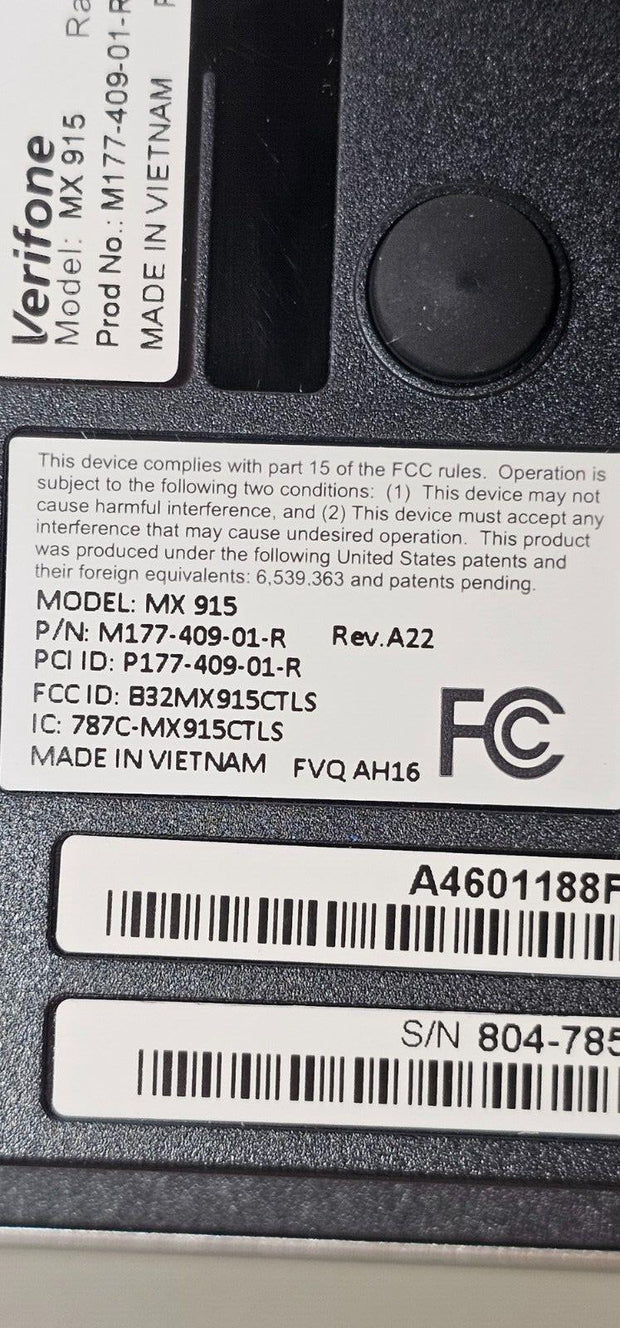 Verifone
Model: MX 915 Ra
Prod No.: M177-409-01-R
MADE IN VIETNAM F
This device complies with part 15 of the FCC rules. Operation is
subject to the following two conditions: (1) This device may not
cause harmful interference, and (2) This device must accept any
interference that may cause undesired operation. This product
was produced under the following United States patents and
their foreign equivalents: 6,539,363 and patents pending.
MODEL: MX 915
P/N: M177-409-01-R Rev.A22
PCI ID: P177-409-01-R
FCC ID: B32MX915CTLS
IC: 787C-MX915CTLS
MADE IN VIETNAM FVQ AH16
FC
A4601188F
S/N 804-785